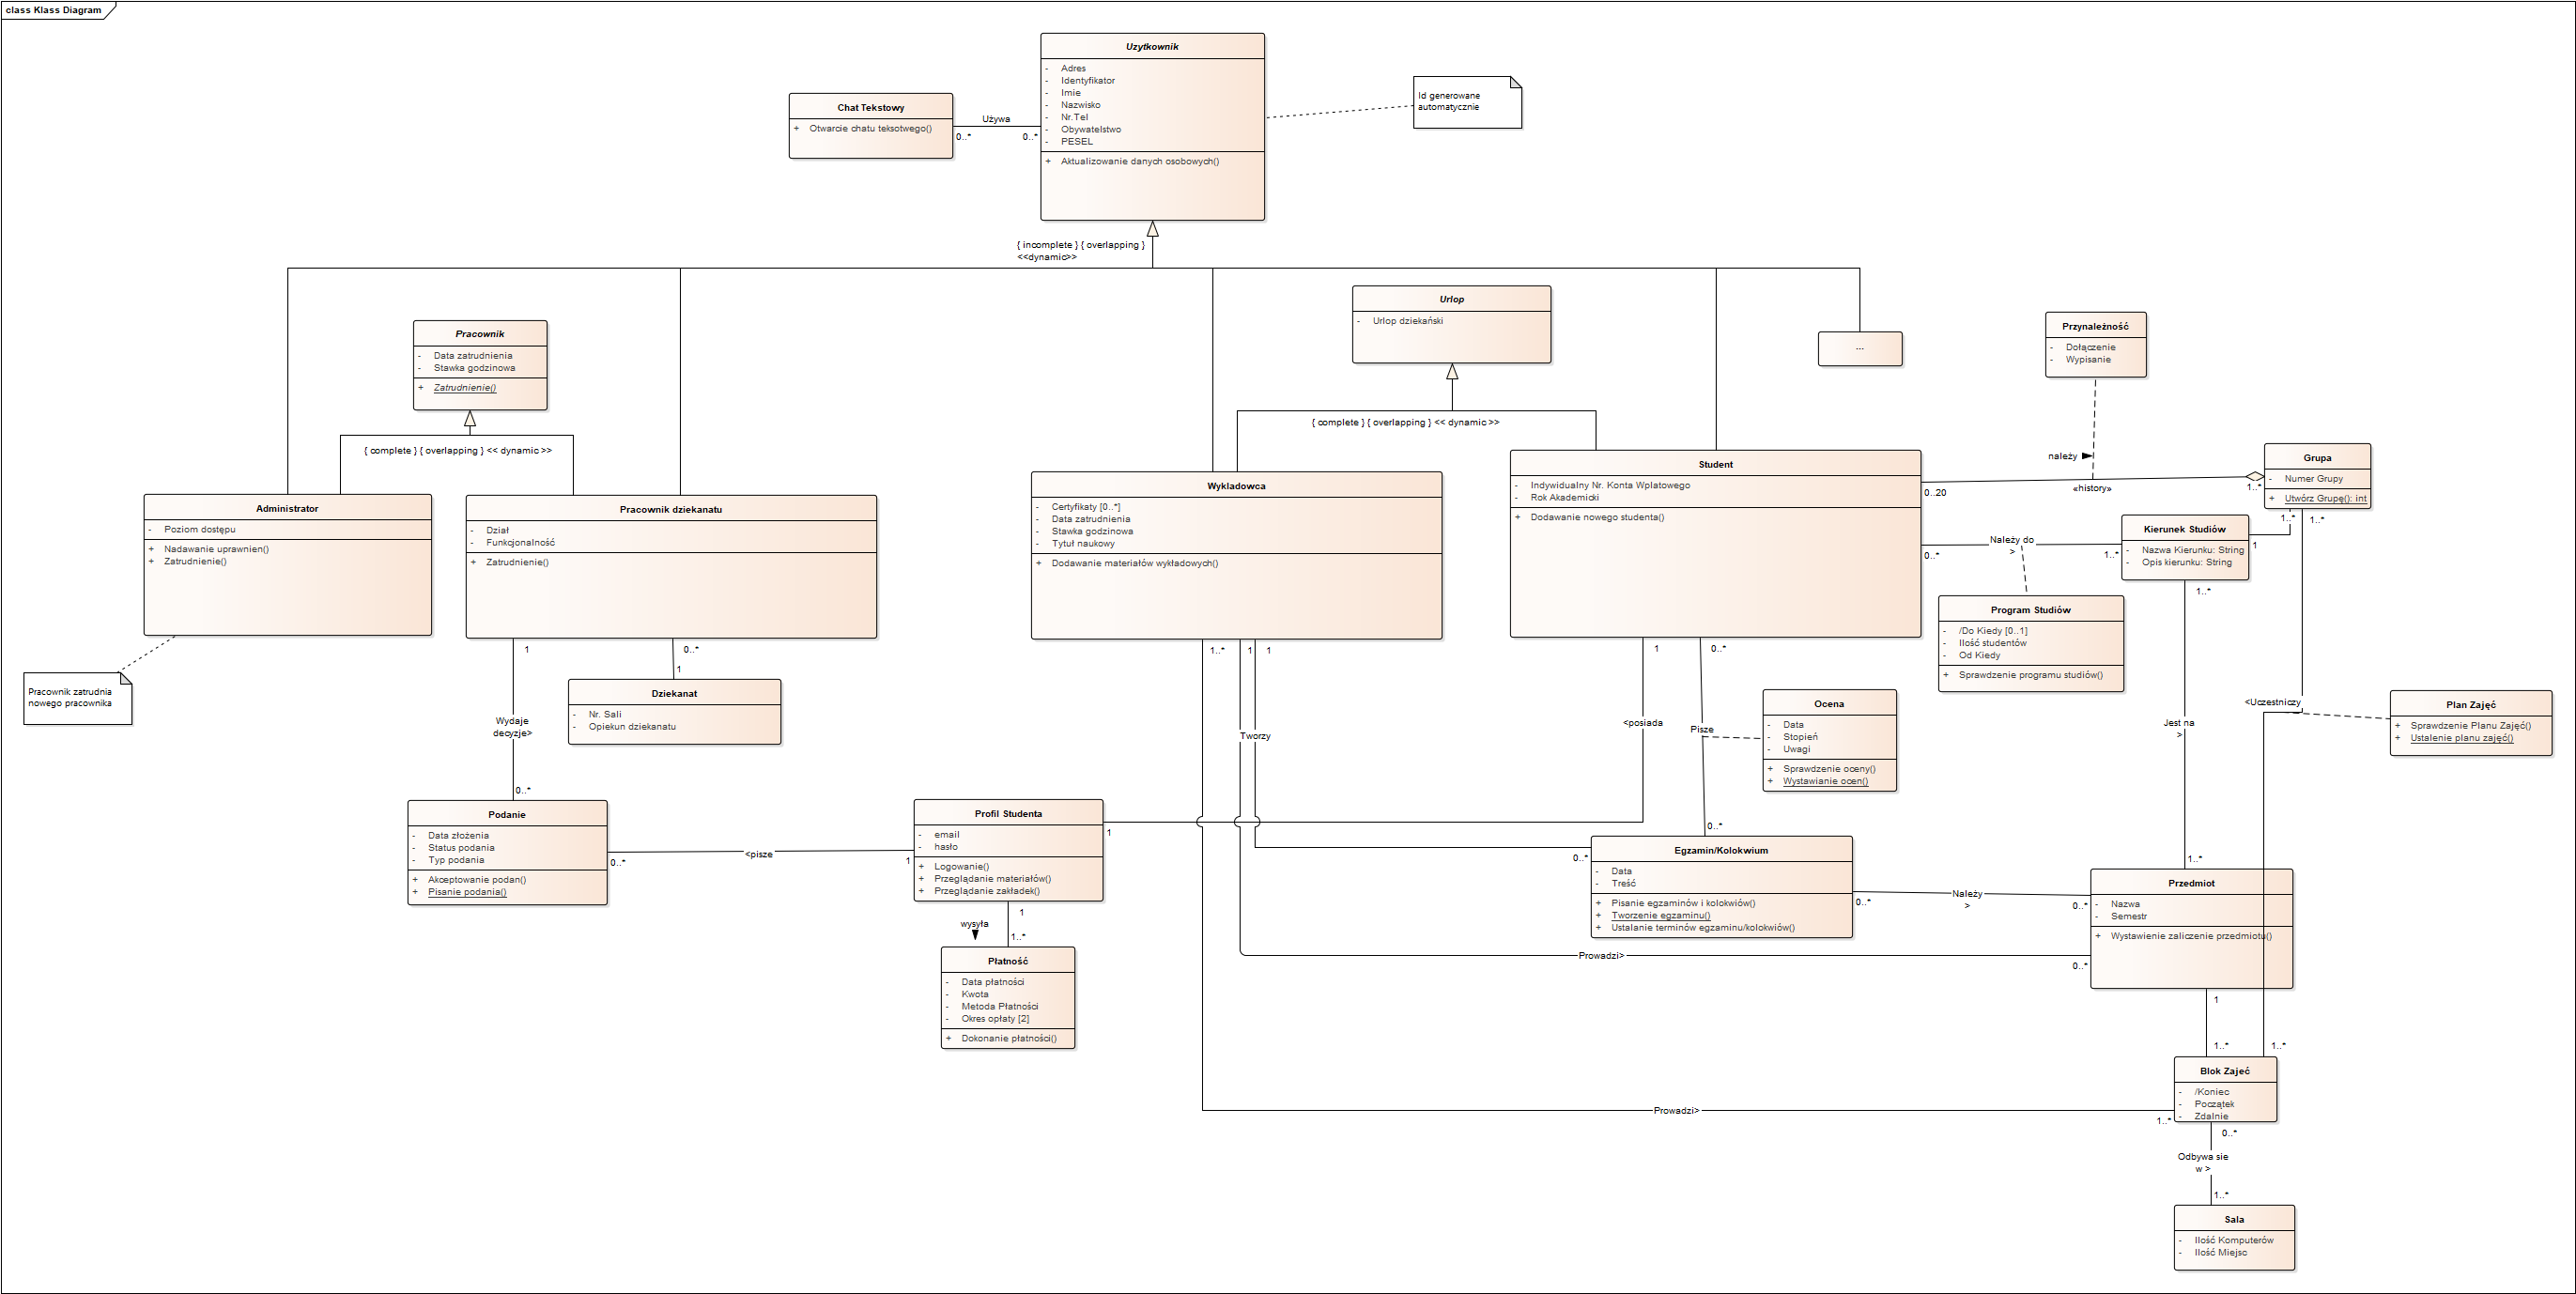 class Klass Diagram
Uzytkownik
- Adres
- Identyfikator
- Imie
- Nazwisko
- Nr.Tel
- Obywatelstwo
- PESEL
+ Aktualizowanie danych osobowych()
Chat Tekstowy
+ Otwarcie chatu teksotwego()
Używa
0..*
0..*
Id generowane
automatycznie
{ incomplete } { overlapping }
<<dynamic>>
Pracownik
- Data zatrudnienia
- Stawka godzinowa
+ Zatrudnienie()
{ complete } { overlapping } << dynamic >>
Urlop
- Urlop dziekański
{ complete } { overlapping } << dynamic >>
...
Przynależność
- Dołączenie
- Wypisanie
należy
«history»
0..20
1..*
Grupa
- Numer Grupy
+ Utwórz Grupę(): int
1..*
1..*
Administrator
- Poziom dostępu
+ Nadawanie uprawnien()
+ Zatrudnienie()
Pracownik zatrudnia
nowego pracownika
Pracownik dziekanatu
- Dział
- Funkcjonalność
+ Zatrudnienie()
1
0..*
1
Wydaje
decyzje>
0..*
Dziekanat
- Nr. Sali
- Opiekun dziekanatu
Wykladowca
- Certyfikaty [0..*]
- Data zatrudnienia
- Stawka godzinowa
- Tytuł naukowy
+ Dodawanie materiałów wykładowych()
1..*
1
1
Tworzy
Student
- Indywidualny Nr. Konta Wplatowego
- Rok Akademicki
+ Dodawanie nowego studenta()
1
0..*
<posiada
Pisze
0..*
Należy do
>
0..*
1..*
Kierunek Studiów
- Nazwa Kierunku: String
- Opis kierunku: String
1
1..*
Program Studiów
- /Do Kiedy [0..1]
- Ilość studentów
- Od Kiedy
+ Sprawdzenie programu studiów()
Ocena
- Data
- Stopień
- Uwagi
+ Sprawdzenie oceny()
+ Wystawianie ocen()
Jest na
>
1..*
<Uczestniczy
Plan Zajęć
+ Sprawdzenie Planu Zajęć()
+ Ustalenie planu zajęć()
Podanie
- Data złożenia
- Status podania
- Typ podania
+ Akceptowanie podan()
+ Pisanie podania()
0..*
<pisze
1
Profil Studenta
- email
- hasło
+ Logowanie()
+ Przeglądanie materiałów()
+ Przeglądanie zakładek()
1
1
wysyła
1..*
Płatność
- Data płatności
- Kwota
- Metoda Płatności
- Okres opłaty [2]
+ Dokonanie płatności()
0..*
Egzamin/Kolokwium
- Data
- Treść
+ Pisanie egzaminów i kolokwiów()
+ Tworzenie egzaminu()
+ Ustalanie terminów egzaminu/kolokwiów()
0..*
Należy
>
0..*
Przedmiot
- Nazwa
- Semestr
+ Wystawienie zaliczenie przedmiotu()
Prowadzi>
0..*
1
1..*
1..*
Blok Zajeć
- /Koniec
- Początek
- Zdalnie
Prowadzi>
1..*
0..*
Odbywa sie
w >
1..*
Sala
- Ilość Komputerów
- Ilość Miejsc